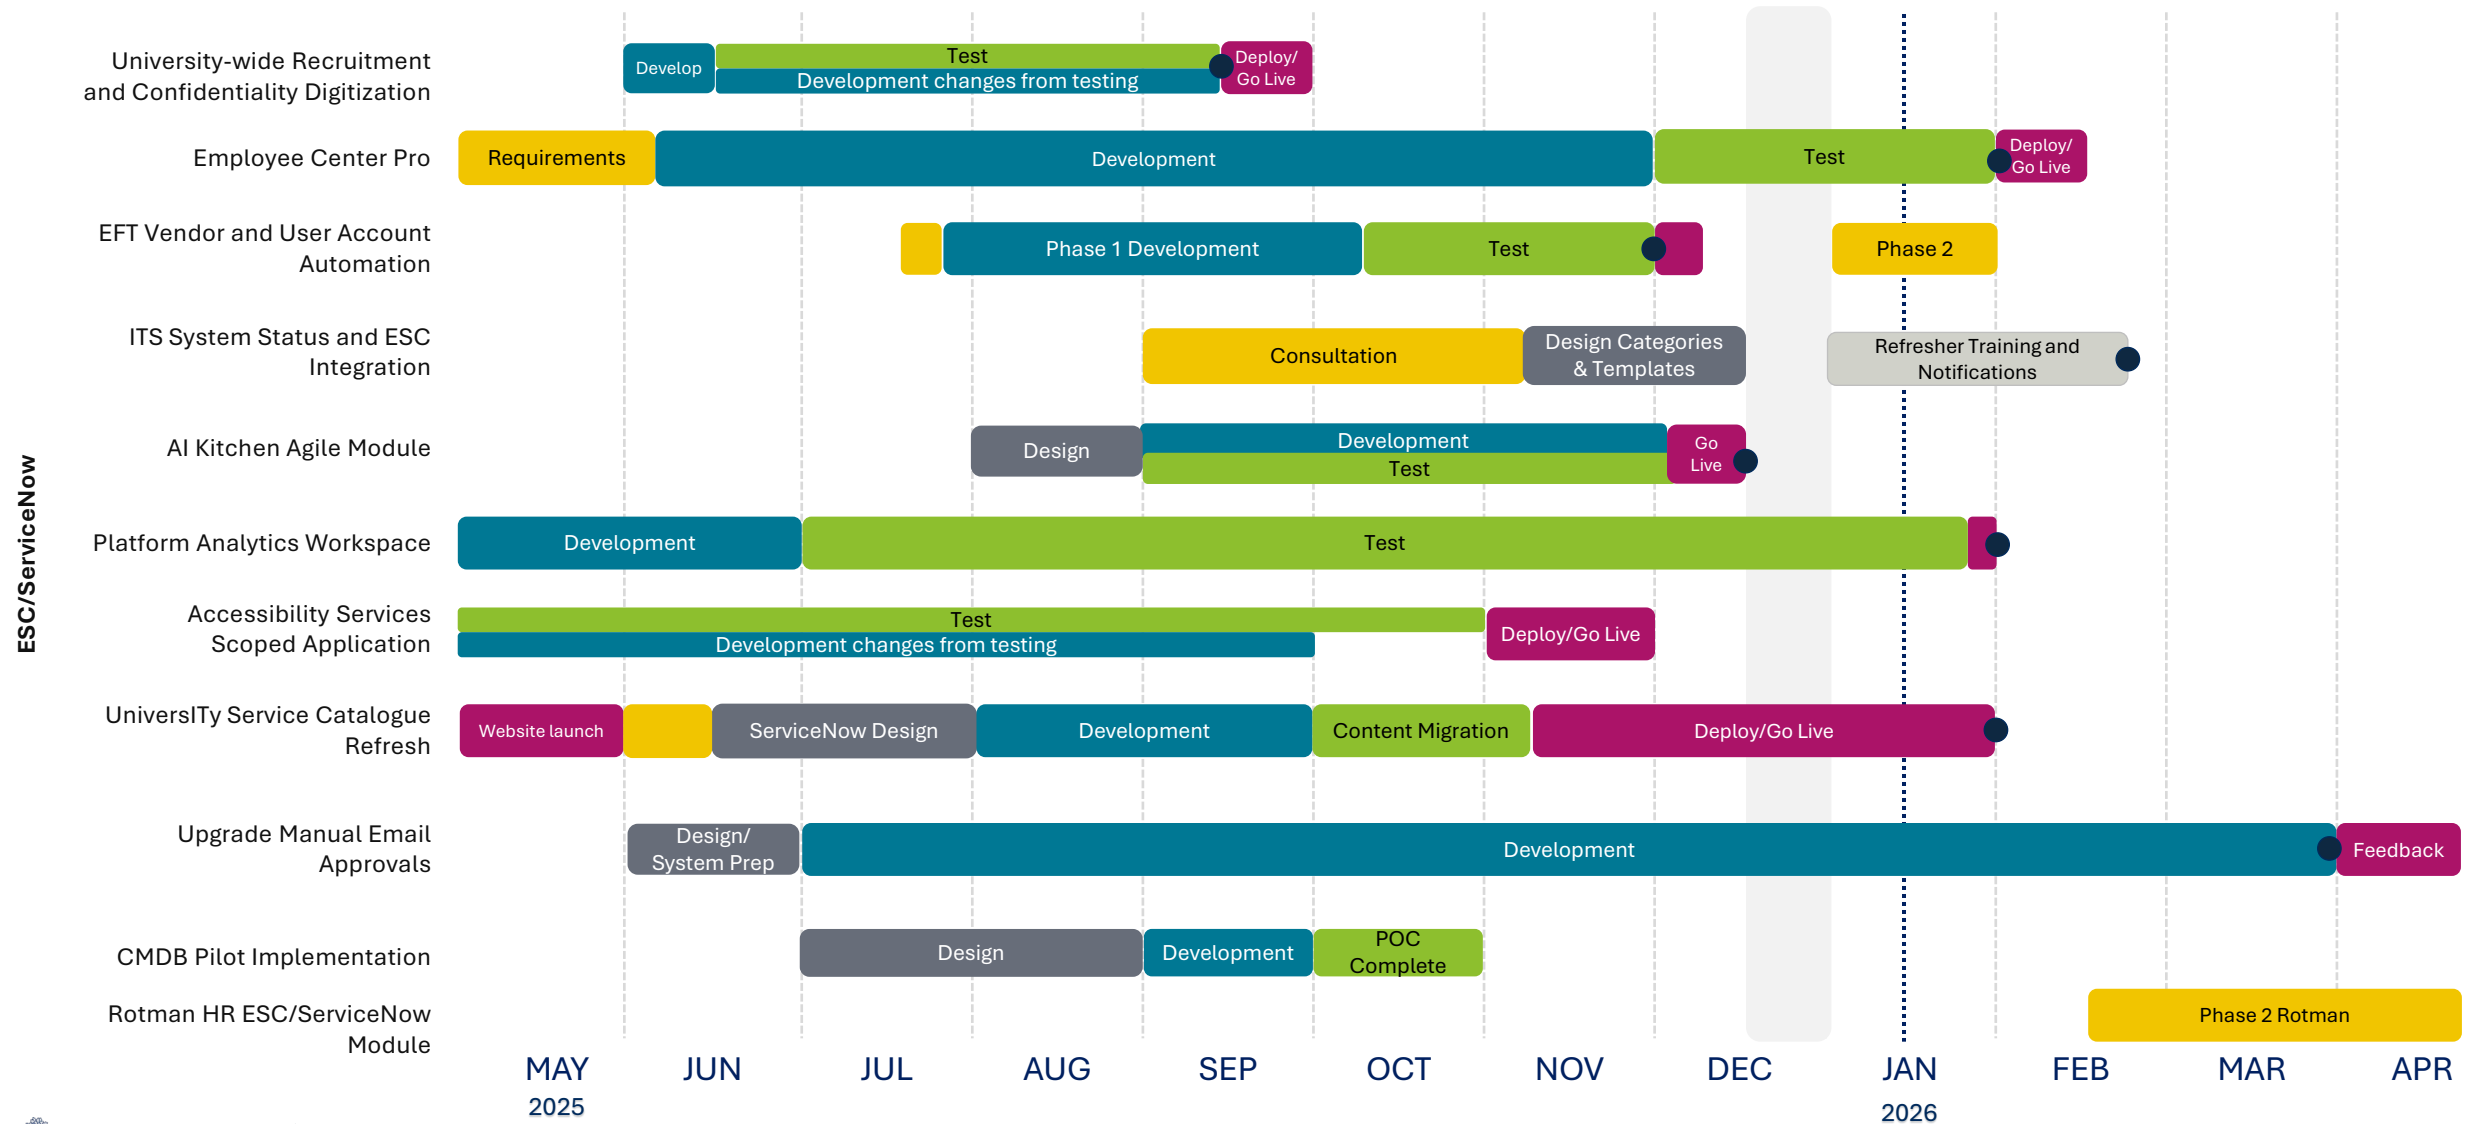 ESC/ServiceNow
University-wide Recruitment
and Confidentiality Digitization
Develop
Test
Development changes from testing
Deploy/
Go Live
Employee Center Pro
Requirements
Development
Test
Deploy/
Go Live
EFT Vendor and User Account
Automation
Phase 1 Development
Test
Phase 2
ITS System Status and ESC
Integration
Consultation
Design Categories
& Templates
Refresher Training and
Notifications
AI Kitchen Agile Module
Design
Development
Test
Go
Live
Platform Analytics Workspace
Development
Test
Accessibility Services
Scoped Application
Test
Development changes from testing
Deploy/Go Live
UniversITy Service Catalogue
Refresh
Website launch
ServiceNow Design
Development
Content Migration
Deploy/Go Live
Upgrade Manual Email
Approvals
Design/
System Prep
Development
Feedback
CMDB Pilot Implementation
Design
Development
POC
Complete
Rotman HR ESC/ServiceNow
Module
Phase 2 Rotman
MAY JUN JUL AUG SEP OCT NOV DEC JAN FEB MAR APR
2025 2026